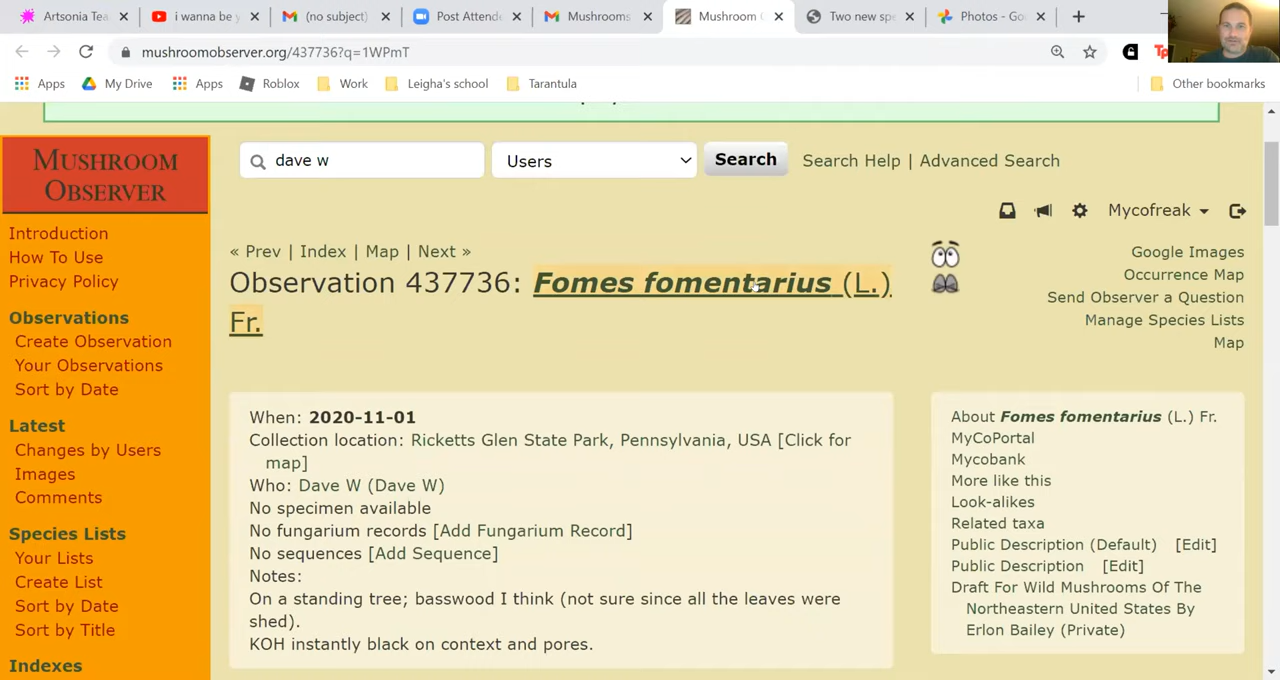 Artsonia Tea
i wanna be y
(no subject)
Post Attend
Mushrooms
Mushroom
Two new sp
Photos - Go
mushroomobserver.org/437736?q=1WPmT
Apps
My Drive
Apps
Roblox
Work
Leigha's school
Tarantula
Other bookmarks
MUSHROOM
OBSERVER
dave w
Users
Search
Search Help | Advanced Search
Mycofreak
« Prev | Index | Map | Next »
Observation 437736: Fomes fomentarius (L.)
Fr.
Google Images
Occurrence Map
Send Observer a Question
Manage Species Lists
Map
Introduction
How To Use
Privacy Policy
Observations
Create Observation
Your Observations
Sort by Date
Latest
Changes by Users
Images
Comments
Species Lists
Your Lists
Create List
Sort by Date
Sort by Title
Indexes
When: 2020-11-01
Collection location: Ricketts Glen State Park, Pennsylvania, USA [Click for
map]
Who: Dave W (Dave W)
No specimen available
No fungarium records [Add Fungarium Record]
No sequences [Add Sequence]
Notes:
On a standing tree; basswood I think (not sure since all the leaves were
shed).
KOH instantly black on context and pores.
About Fomes fomentarius (L.) Fr.
MyCoPortal
Mycobank
More like this
Look-alikes
Related taxa
Public Description (Default) [Edit]
Public Description [Edit]
Draft For Wild Mushrooms Of The
Northeastern United States By
Erlon Bailey (Private)